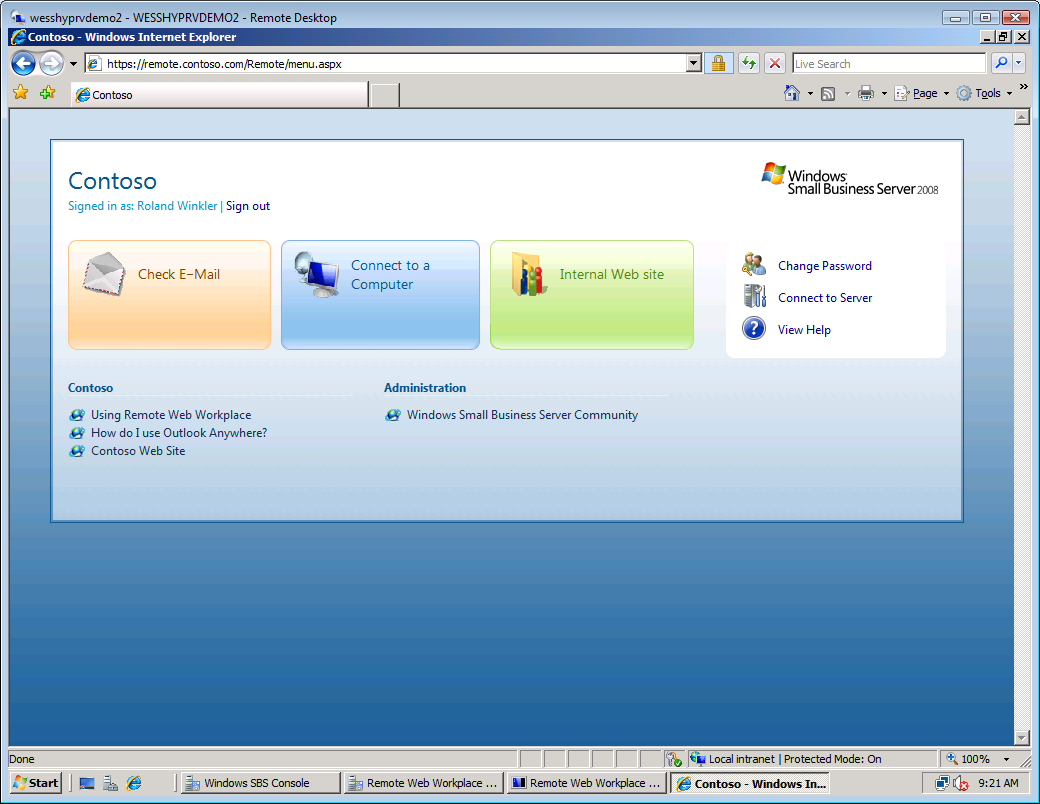 wesshyprvdemo2 - WESSHYPRVDEMO2 - Remote Desktop
Contoso - Windows Internet Explorer
https://remote.contoso.com/Remote/menu.aspx
Live Search
Contoso
Page
Tools
Contoso
Windows
Small Business Server 2008
Signed in as: Roland Winkler | Sign out
Check E-Mail
Connect to a
Computer
Internal Web site
Change Password
Connect to Server
View Help
Contoso
Administration
Using Remote Web Workplace
Windows Small Business Server Community
How do I use Outlook Anywhere?
Contoso Web Site
Done
Local intranet | Protected Mode: On
100%
Start
Windows SBS Console
Remote Web Workplace ...
Remote Web Workplace ...
Contoso - Windows In...
9:21 AM